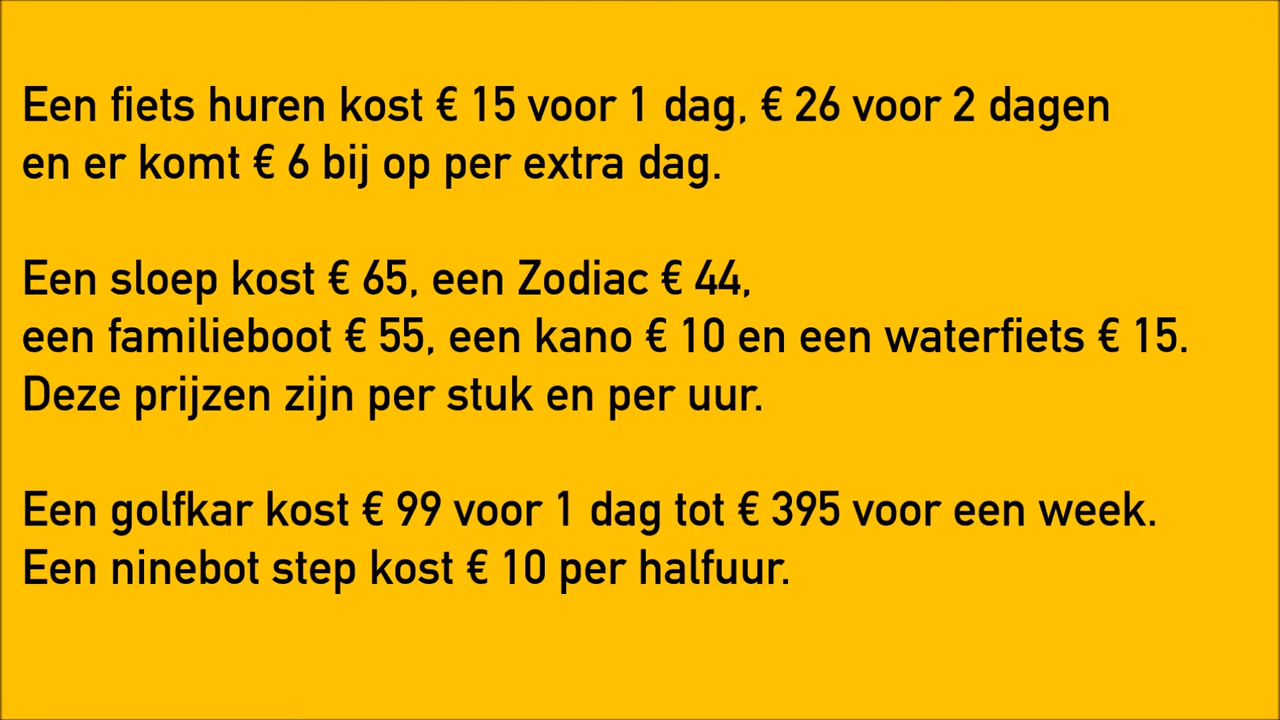 Een fiets huren kost € 15 voor 1 dag, € 26 voor 2 dagen
en er komt € 6 bij op per extra dag.
Een sloep kost € 65, een Zodiac € 44,
een familieboot € 55, een kano € 10 en een waterfiets € 15.
Deze prijzen zijn per stuk en per uur.
Een golfkar kost € 99 voor 1 dag tot € 395 voor een week.
Een ninebot step kost € 10 per halfuur.